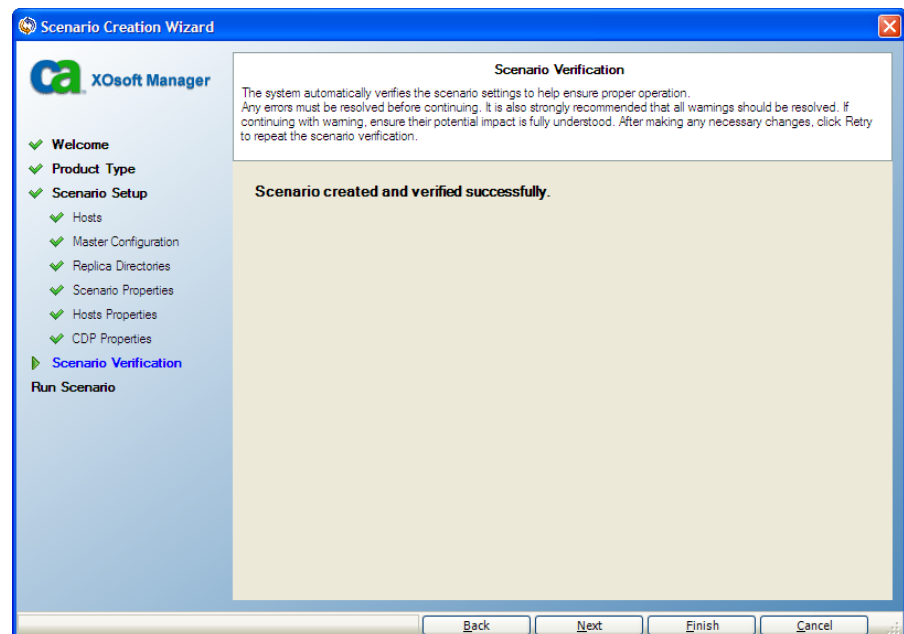 Scenario Creation Wizard
ca
XOsoft Manager
Welcome
Product Type
Scenario Setup
Hosts
Master Configuration
Replica Directories
Scenario Properties
Hosts Properties
CDP Properties
Scenario Verification
Run Scenario
Scenario Verification
The system automatically verifies the scenario settings to help ensure proper operation.
Any errors must be resolved before continuing. It is also strongly recommended that all warnings should be resolved. If
continuing with warning, ensure their potential impact is fully understood. After making any necessary changes, click Retry
to repeat the scenario verification.
Scenario created and verified successfully.
Back Next Finish Cancel